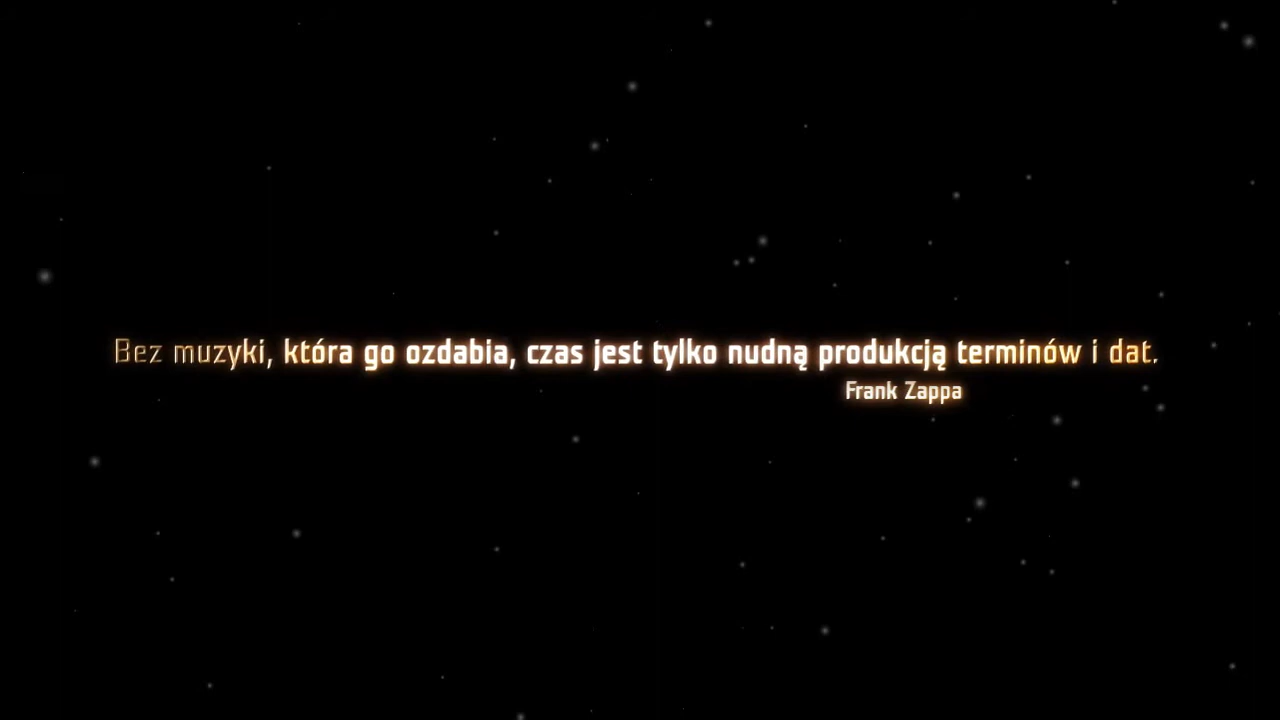 Bez muzyki, która go ozdabia, czas jest tylko nudną produkcją terminów i dat.
Frank Zappa